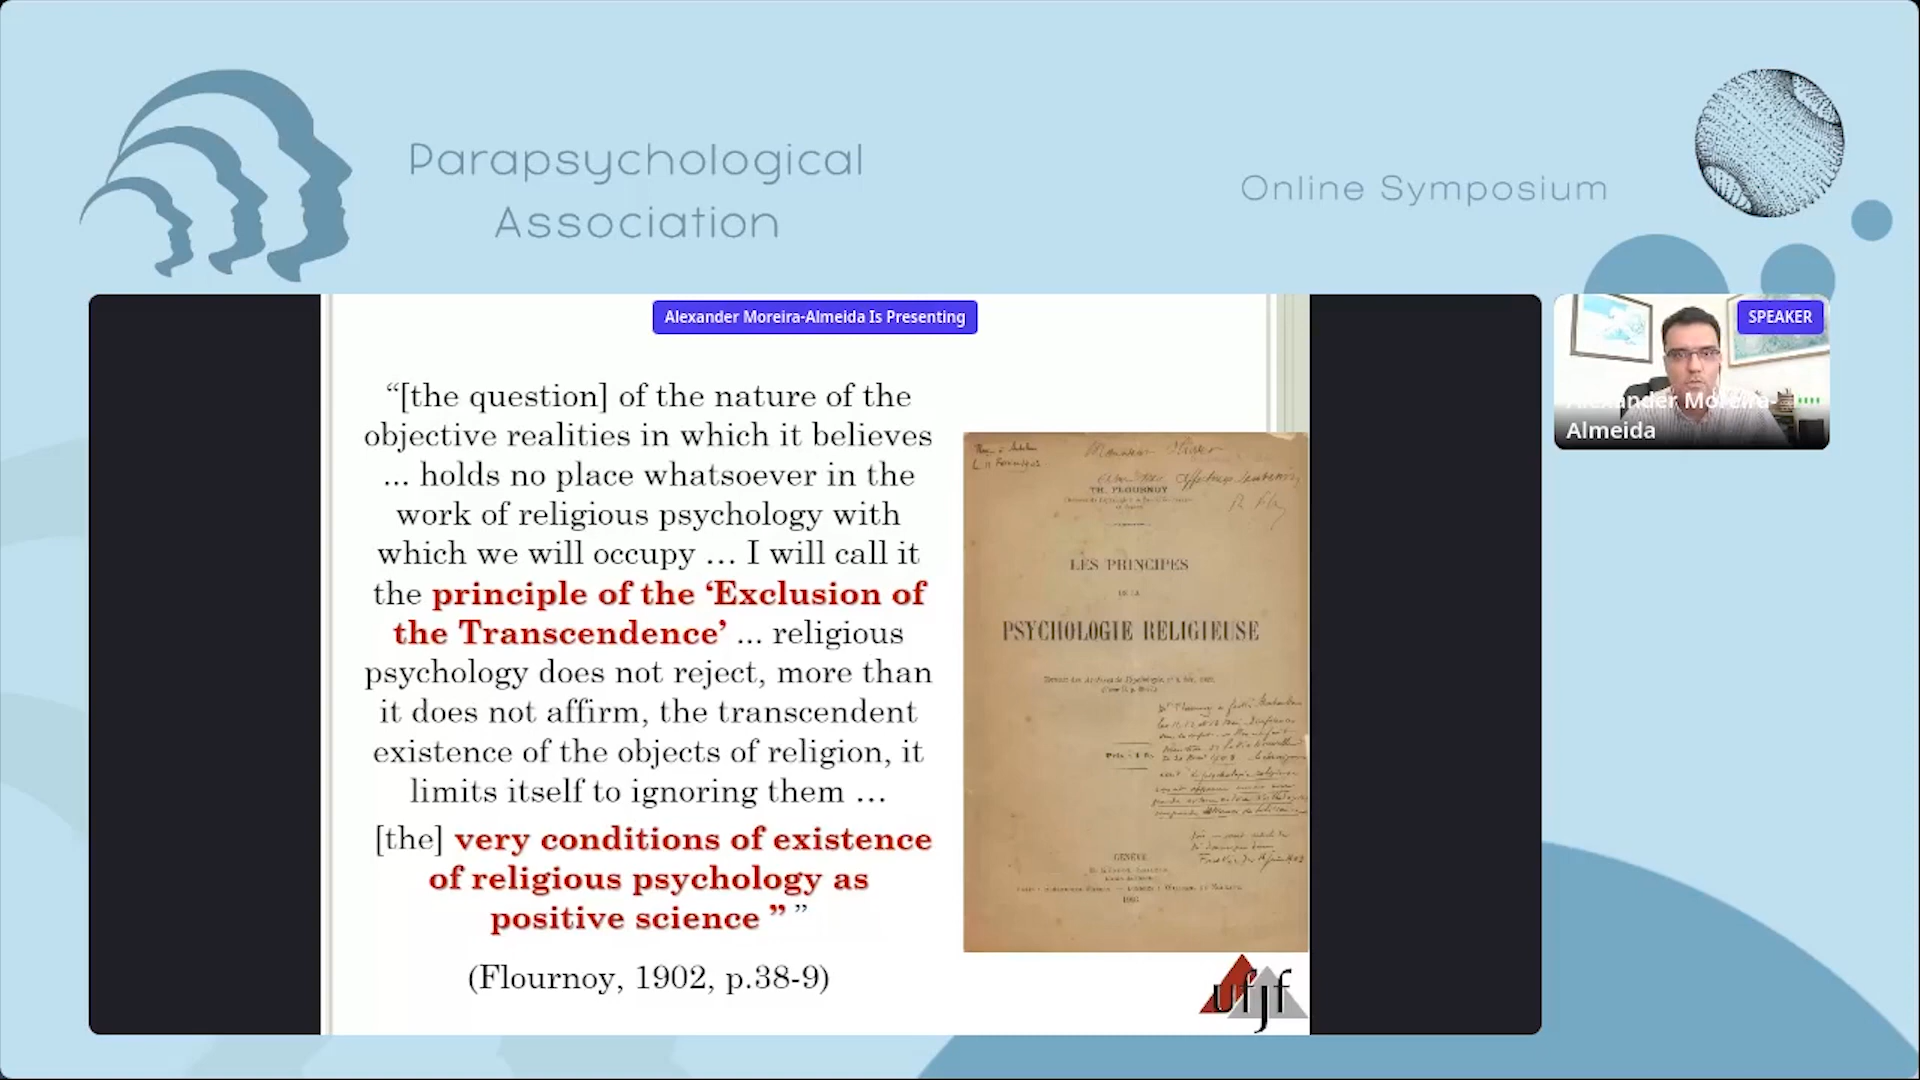 Parapsychological
Association
Online Symposium
Alexander Moreira-Almeida Is Presenting
SPEAKER
Alexander Moreira-
Almeida
“[the question] of the nature of the
objective realities in which it believes
... holds no place whatsoever in the
work of religious psychology with
which we will occupy ... I will call it
the principle of the ‘Exclusion of
the Transcendence’ ... religious
psychology does not reject, more than
it does not affirm, the transcendent
existence of the objects of religion, it
limits itself to ignoring them ...
[the] very conditions of existence
of religious psychology as
positive science ” ”
(Flournoy, 1902, p.38-9)
TH. FLOURNOY
LES PRINCIPES
DE LA
PSYCHOLOGIE RELIGIEUSE
GENÈVE
ufjf